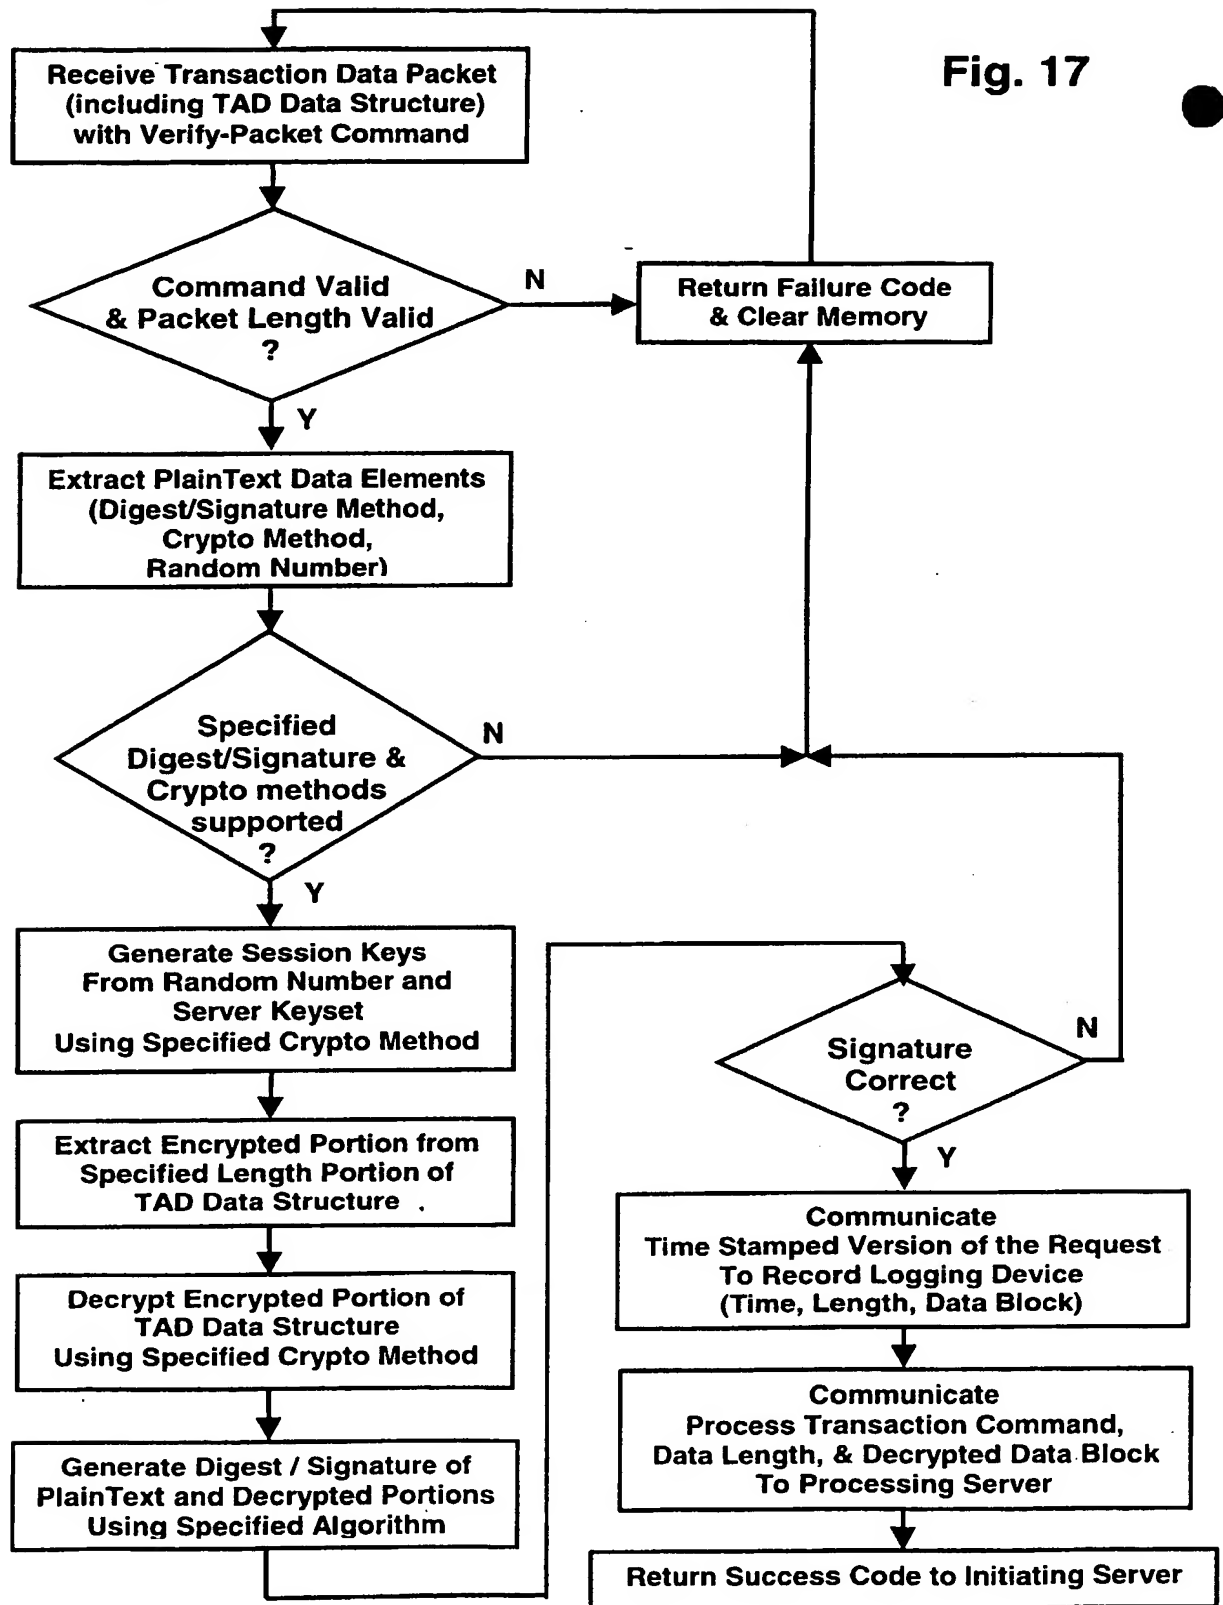 Fig. 17
Receive Transaction Data Packet
(including TAD Data Structure)
with Verify-Packet Command
Command Valid
& Packet Length Valid
?
N
Return Failure Code
& Clear Memory
Y
Extract PlainText Data Elements
(Digest/Signature Method,
Crypto Method,
Random Number)
Specified
Digest/Signature &
Crypto methods
supported
?
N
Y
Generate Session Keys
From Random Number and
Server Keyset
Using Specified Crypto Method
Extract Encrypted Portion from
Specified Length Portion of
TAD Data Structure
Decrypt Encrypted Portion of
TAD Data Structure
Using Specified Crypto Method
Generate Digest / Signature of
PlainText and Decrypted Portions
Using Specified Algorithm
Signature
Correct
?
N
Y
Communicate
Time Stamped Version of the Request
To Record Logging Device
(Time, Length, Data Block)
Communicate
Process Transaction Command,
Data Length, & Decrypted Data Block
To Processing Server
Return Success Code to Initiating Server